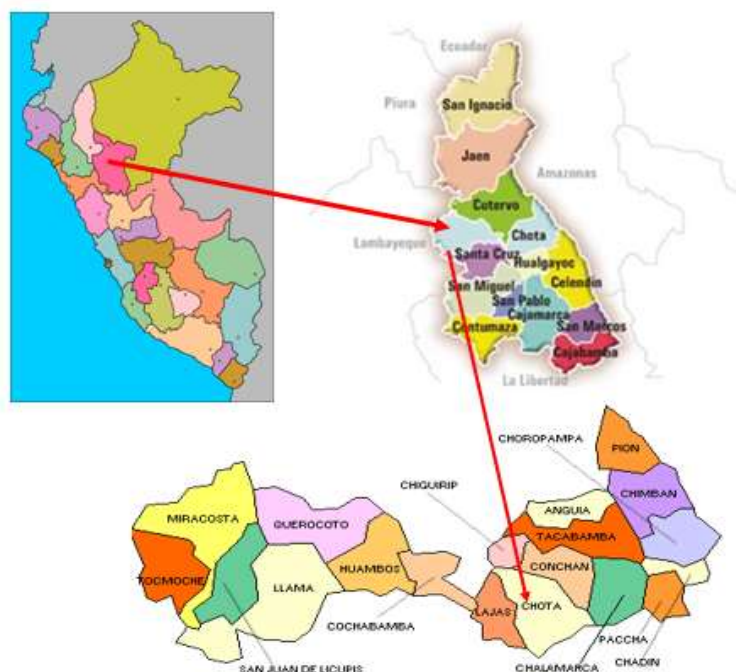 Ecuador
Piura
San Ignacio
Jaen
Amazonas
Cutervo
Lambayeque
Chota
Santa Cruz
Hualgayoc
San Miguel
Celendin
San Pablo
Cajamarca
Contumaza
San Marcos
Cajabamba
La Libertad
CHOROPAMPA
PION
CHIGUIRIP
CHIMBAN
ANGUIA
MIRACOSTA
QUEROCOTO
TACABAMBA
TOCMOCHE
HUAMBOS
CONCHAN
LLAMA
LAJAS
CHOTA
COCHABAMBA
PACCHA
CHADIN
CHALAMARCA
SAN JUAN DE LICUPIS